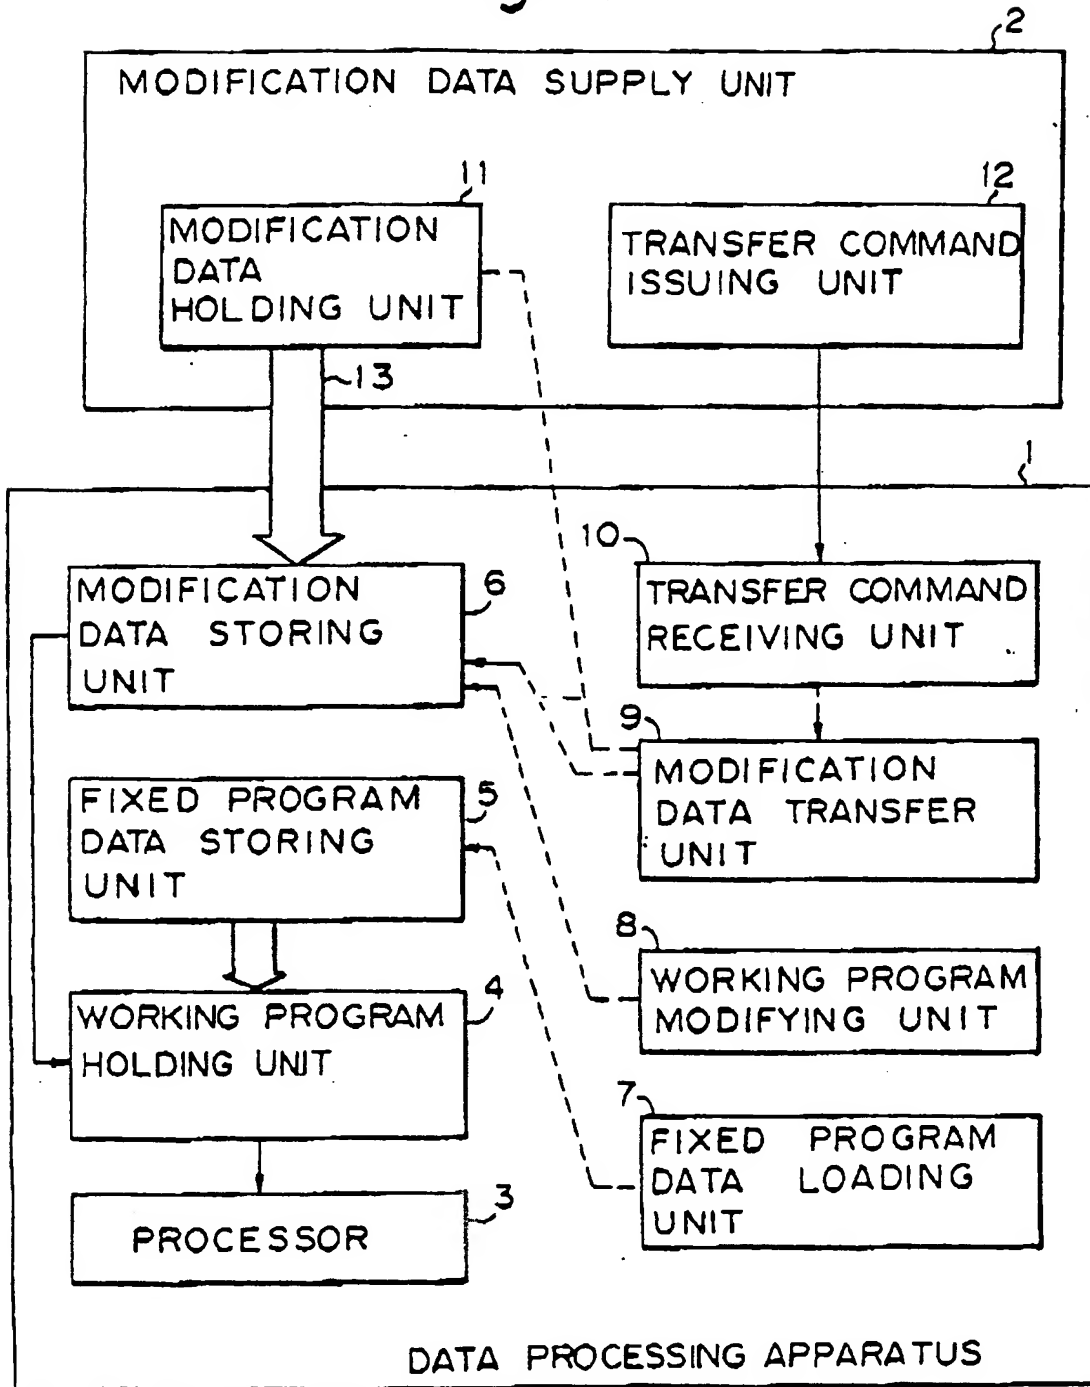 2
MODIFICATION DATA SUPPLY UNIT
11
MODIFICATION
DATA
HOLDING UNIT
12
TRANSFER COMMAND
ISSUING UNIT
13
1
MODIFICATION
DATA STORING
UNIT
6
10
TRANSFER COMMAND
RECEIVING UNIT
9
MODIFICATION
DATA TRANSFER
UNIT
FIXED PROGRAM
DATA STORING
UNIT
5
8
WORKING PROGRAM
MODIFYING UNIT
WORKING PROGRAM
HOLDING UNIT
4
7
FIXED PROGRAM
DATA LOADING
UNIT
PROCESSOR
3
DATA PROCESSING APPARATUS